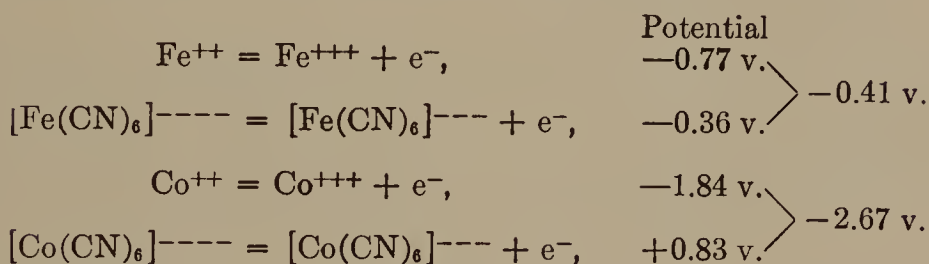 Potential
Fe⁺⁺ = Fe⁺⁺⁺ + e⁻, —0.77 v.
—0.41 v.
[Fe(CN)₆]⁻⁻⁻⁻ = [Fe(CN)₆]⁻⁻⁻ + e⁻, —0.36 v.
Co⁺⁺ = Co⁺⁺⁺ + e⁻, —1.84 v.
—2.67 v.
[Co(CN)₆]⁻⁻⁻⁻ = [Co(CN)₆]⁻⁻⁻ + e⁻, +0.83 v.